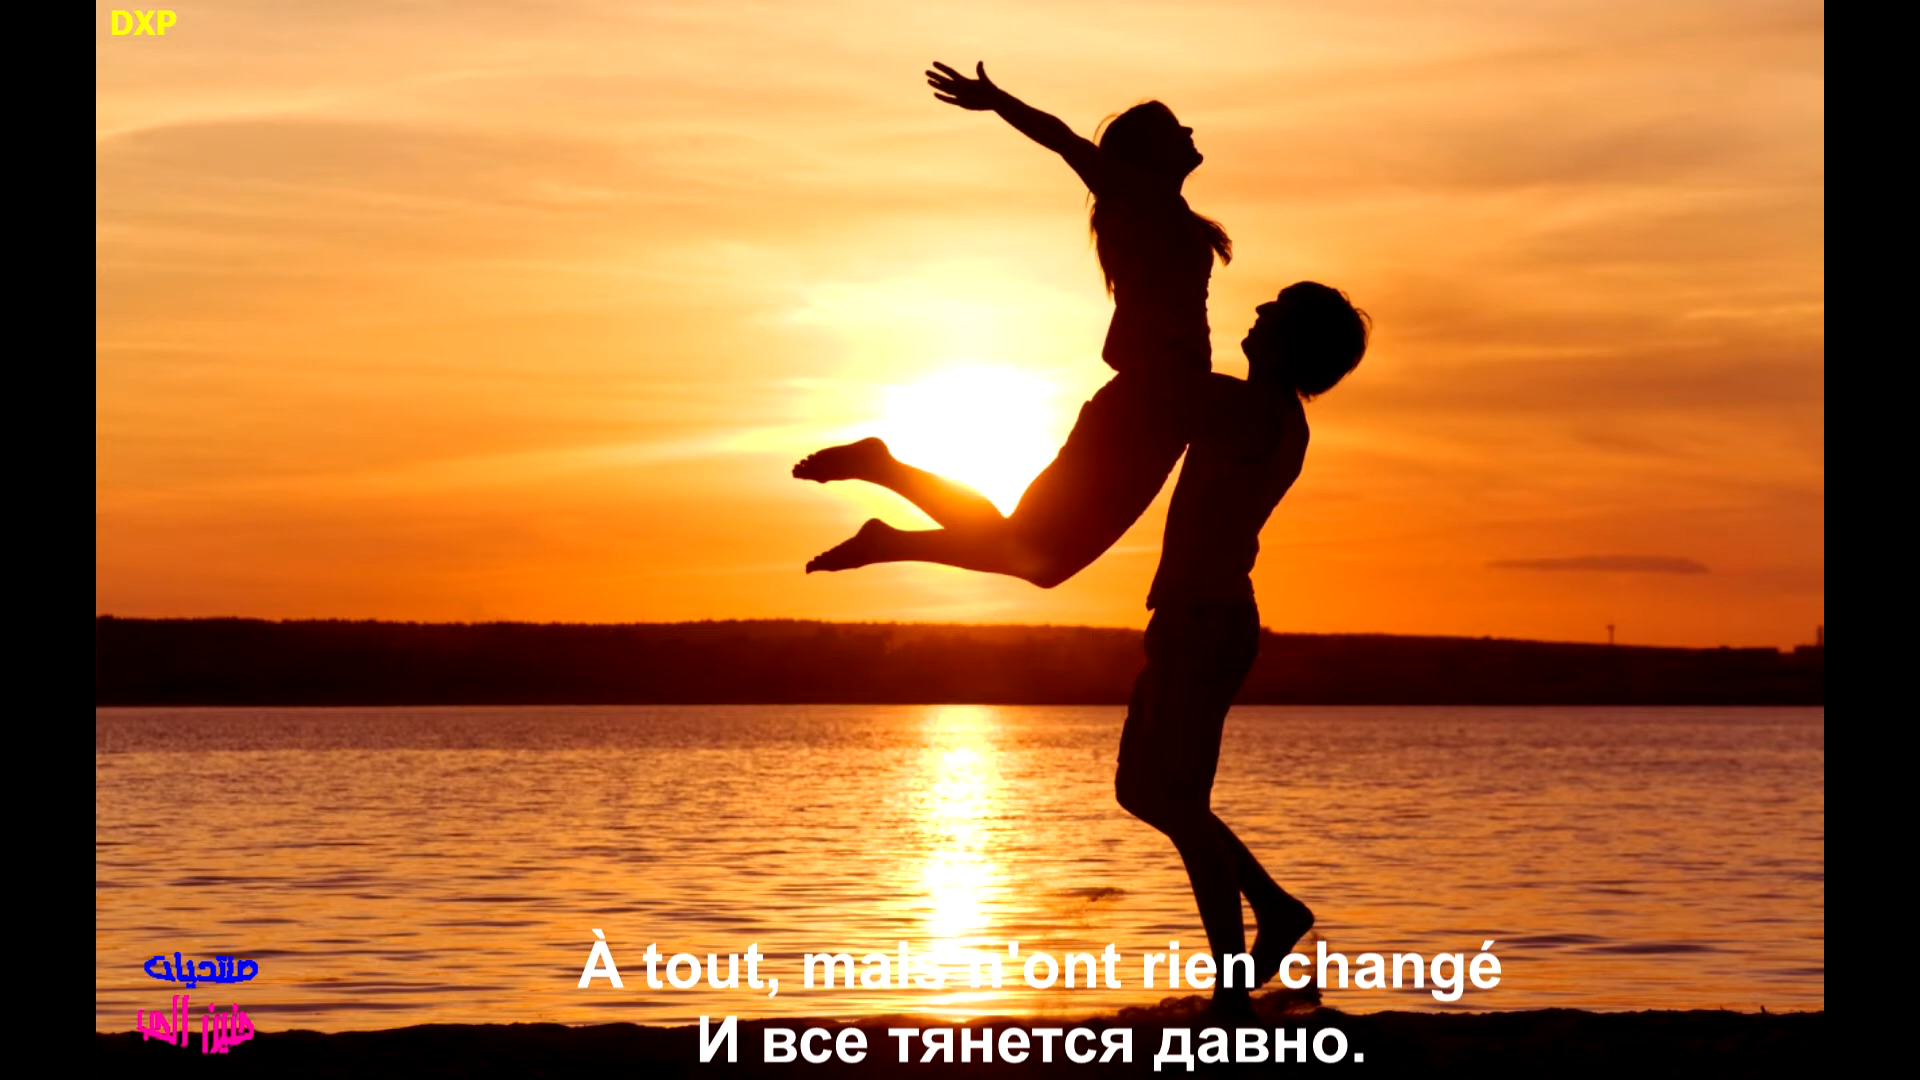 DXP
À tout, mais n'ont rien changé
И все тянется давно.
منتديات